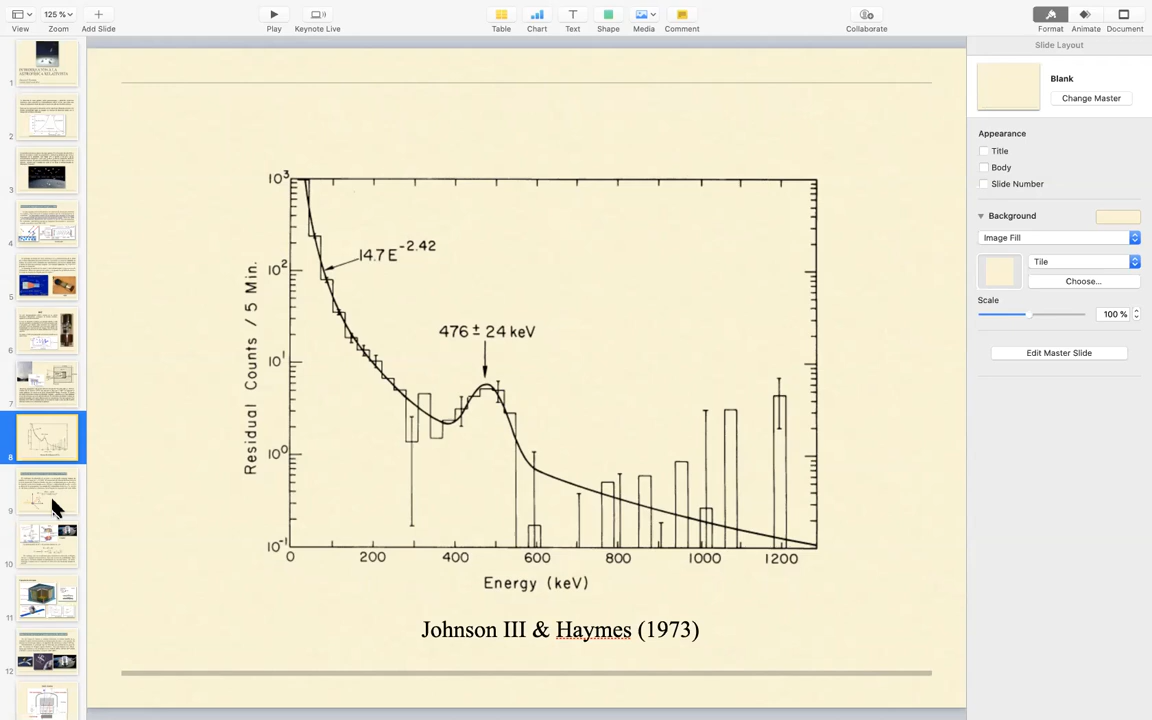 125 %
View
Zoom
Add Slide
Play
Keynote Live
Table
Chart
Text
Shape
Media
Comment
Collaborate
Format
Animate
Document
1
2
3
4
5
6
7
8
9
10
11
12
10³
10²
10¹
10⁰
10⁻¹
Residual Counts / 5 Min.
14.7 E⁻².⁴²
476 ± 24 keV
0 200 400 600 800 1000 1200
Energy (keV)
Johnson III & Haymes (1973)
Slide Layout
Blank
Change Master
Appearance
Title
Body
Slide Number
Background
Image Fill
Tile
Choose...
Scale
100 %
Edit Master Slide